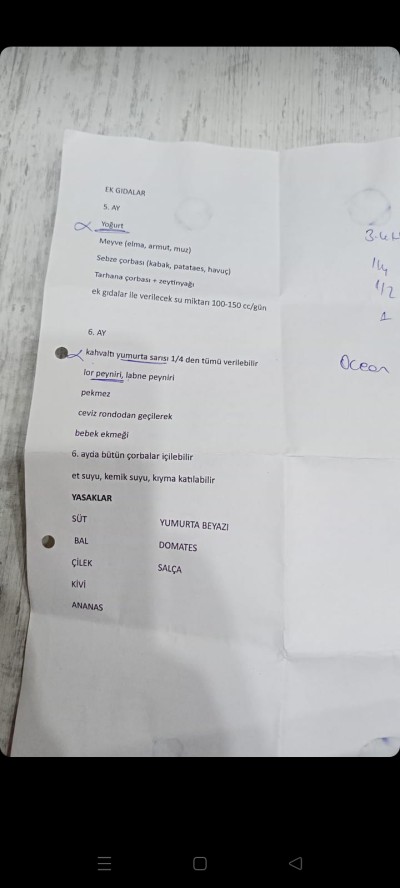 EK GIDALAR
5. AY
Yoğurt
Meyve (elma, armut, muz)
Sebze çorbası (kabak, patataes, havuç)
Tarhana çorbası + zeytinyağı
ek gıdalar ile verilecek su miktarı 100-150 cc/gün
6. AY
kahvaltı yumurta sarısı 1/4 den tümü verilebilir
lor peyniri, labne peyniri
pekmez
ceviz rondodan geçilerek
bebek ekmeği
6. ayda bütün çorbalar içilebilir
et suyu, kemik suyu, kıyma katılabilir
YASAKLAR
SÜT YUMURTA BEYAZI
BAL DOMATES
ÇİLEK SALÇA
KİVİ
ANANAS
1/4
1/2
1
Ocean